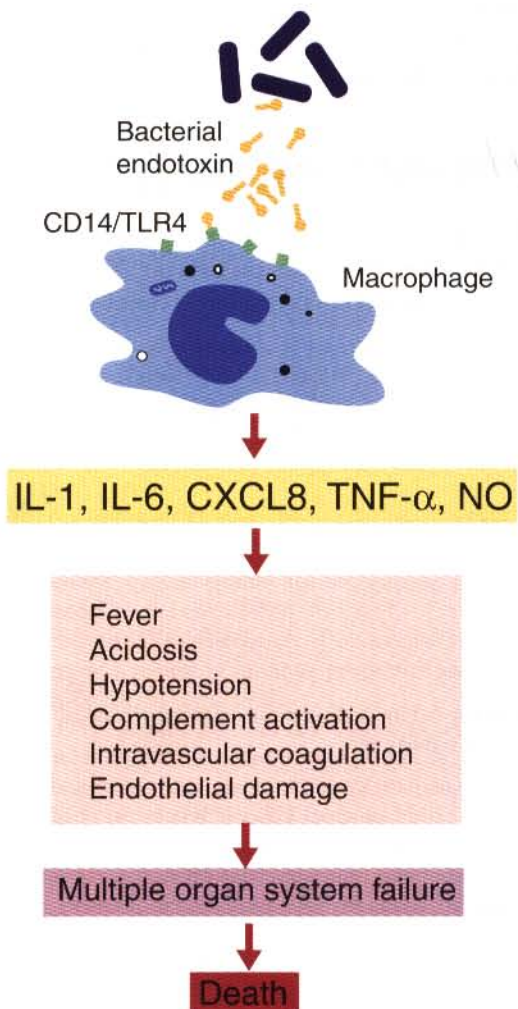 Bacterial
endotoxin
CD14/TLR4
Macrophage
IL-1, IL-6, CXCL8, TNF-α, NO
Fever
Acidosis
Hypotension
Complement activation
Intravascular coagulation
Endothelial damage
Multiple organ system failure
Death